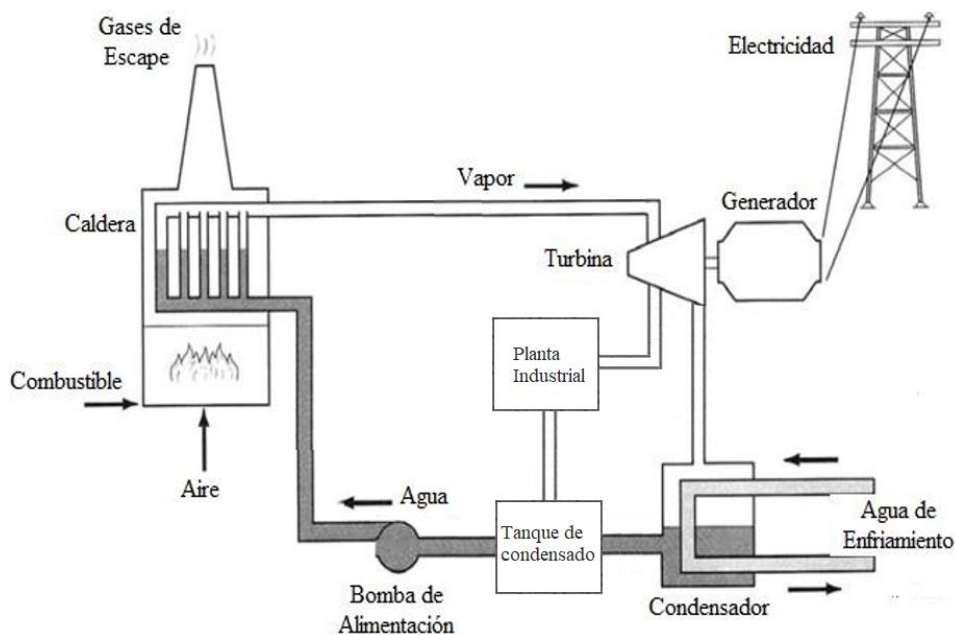 Gases de
Escape
Electricidad
Vapor
Generador
Caldera
Turbina
Planta
Industrial
Combustible
Aire
Agua
Tanque de
condensado
Agua de
Enfriamiento
Bomba de
Alimentación
Condensador